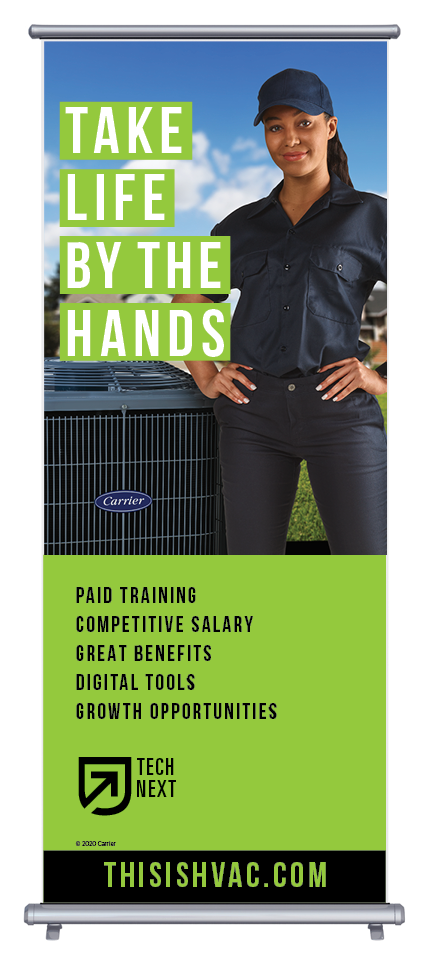 TAKE
LIFE
BY THE
HANDS
Carrier
PAID TRAINING
COMPETITIVE SALARY
GREAT BENEFITS
DIGITAL TOOLS
GROWTH OPPORTUNITIES
TECH
NEXT
© 2020 Carrier
THISISHVAC.COM